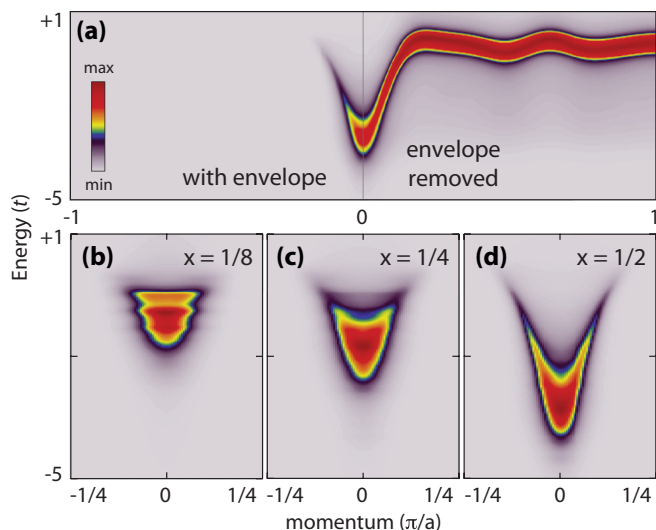 +1
(a)
max
min
with envelope
envelope
removed
Energy (t)
-5
-1
0
1
+1
(b)
x = 1/8
(c)
x = 1/4
(d)
x = 1/2
-5
-1/4
0
1/4
-1/4
0
1/4
-1/4
0
1/4
momentum (π/a)